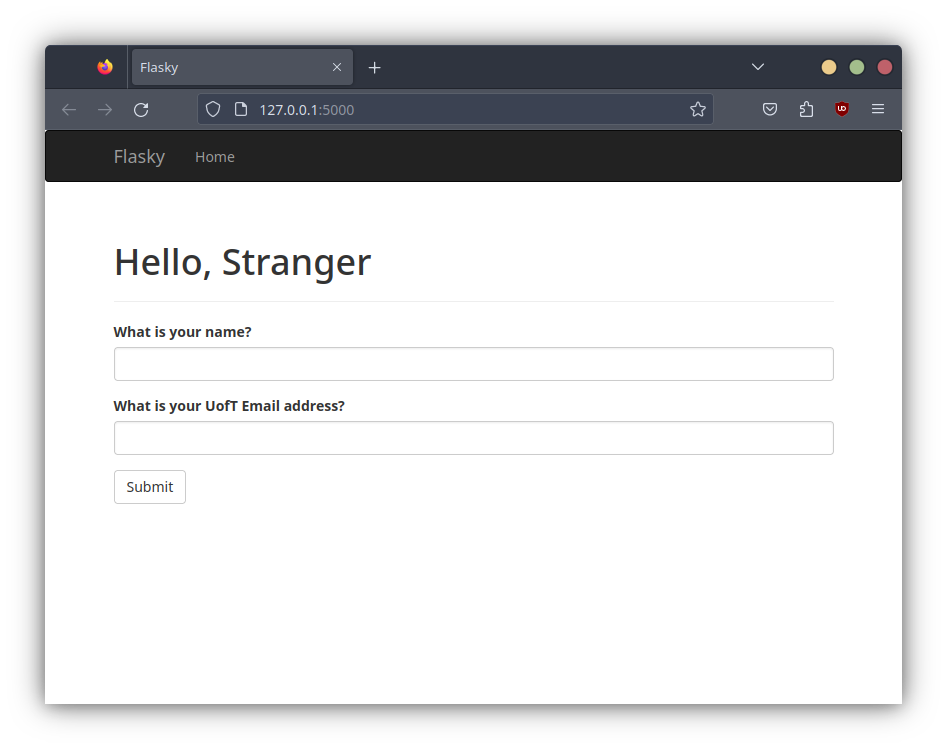 Flasky
127.0.0.1:5000
Flasky Home
Hello, Stranger
What is your name?
What is your UofT Email address?
Submit